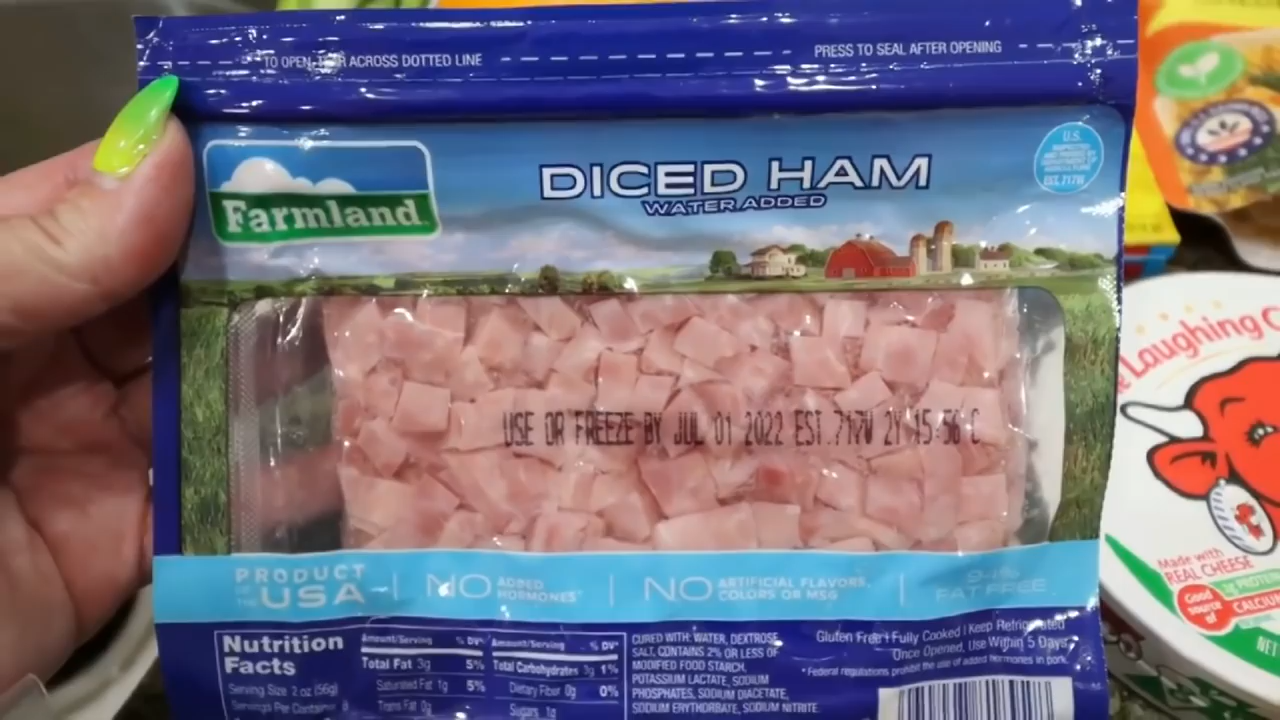 TO OPEN, TEAR ACROSS DOTTED LINE
PRESS TO SEAL AFTER OPENING
Farmland
DICED HAM
WATER ADDED
U.S.
INSPECTED
AND PASSED BY
DEPARTMENT OF
AGRICULTURE
EST. 717W
USE OR FREEZE BY JUL 01 2022 EST.717W 2Y 15:56 C
PRODUCT
OF THE
USA
NO ADDED HORMONES*
NO ARTIFICIAL FLAVORS, COLORS OR MSG
94% FAT FREE
Nutrition
Facts
Serving Size 2 oz (56g)
Servings Per Container
Amount/Serving % DV*
Total Fat 3g 5%
Saturated Fat 1g 5%
Trans Fat 0g
Amount/Serving % DV*
Total Carbohydrates 3g 1%
Dietary Fiber 0g 0%
Sugars 1g
CURED WITH: WATER, DEXTROSE,
SALT, CONTAINS 2% OR LESS OF
MODIFIED FOOD STARCH,
POTASSIUM LACTATE, SODIUM
PHOSPHATES, SODIUM DIACETATE,
SODIUM ERYTHORBATE, SODIUM NITRITE.
Gluten Free | Fully Cooked | Keep Refrigerated
Once Opened, Use Within 5 Days.
* Federal regulations prohibit the use of added hormones in pork.
Laughing C
Made with
REAL CHEESE
Good
source
of
PROTEIN
CALCIUM
NET